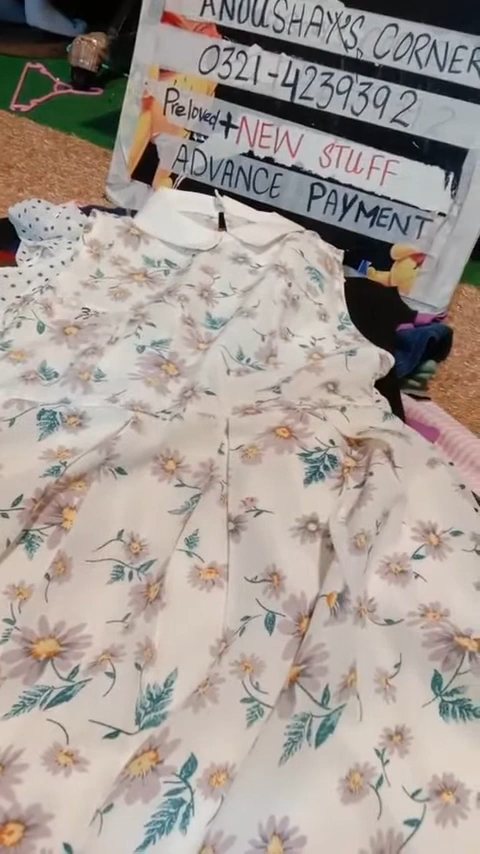 ANOUSHAY'S CORNER
0321-4239392
Preloved+NEW STUFF
ADVANCE PAYMENT